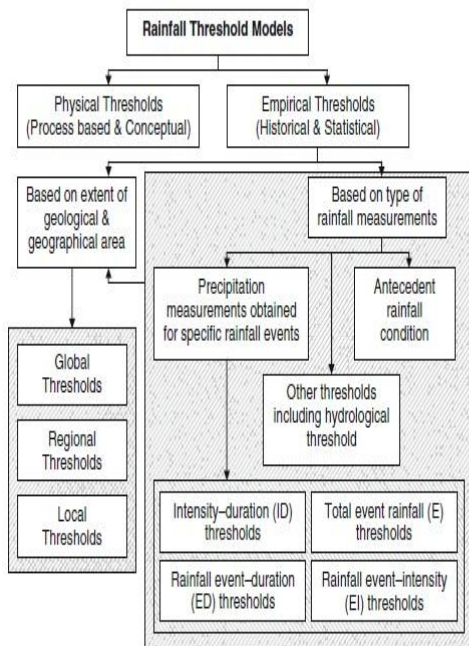 Rainfall Threshold Models
Physical Thresholds
(Process based & Conceptual)
Empirical Thresholds
(Historical & Statistical)
Based on extent of
geological &
geographical area
Based on type of
rainfall measurements
Precipitation
measurements obtained
for specific rainfall events
Antecedent
rainfall
condition
Other thresholds
including hydrological
threshold
Global
Thresholds
Regional
Thresholds
Local
Thresholds
Intensity–duration (ID)
thresholds
Total event rainfall (E)
thresholds
Rainfall event–duration
(ED) thresholds
Rainfall event–intensity
(EI) thresholds